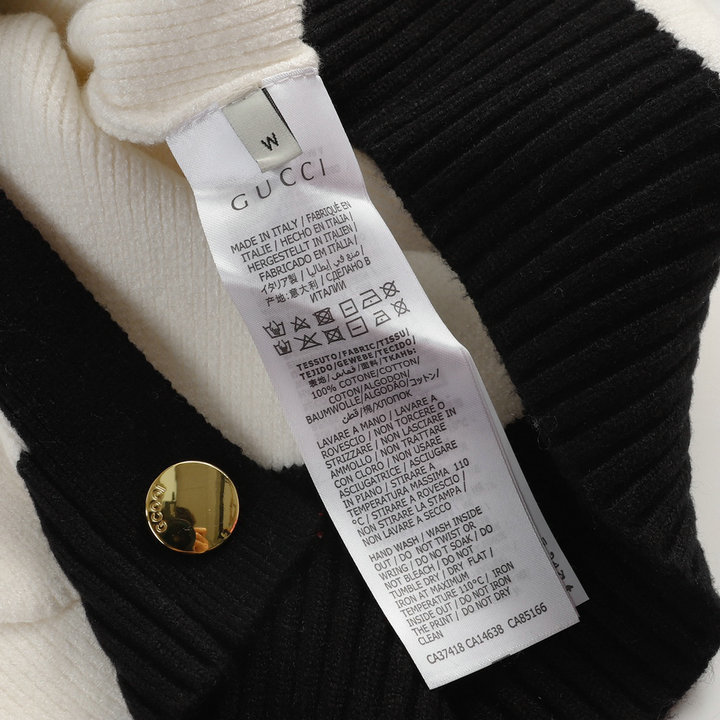 W
GUCCI
MADE IN ITALY / FABRIQUÉ EN
ITALIE / HECHO EN ITALIA /
HERGESTELLT IN ITALIEN /
FABRICADO EM ITALIA /
イタリア製 / صنع في إيطاليا /
产地:意大利 / СДЕЛАНО В
ИТАЛИИ
TESSUTO/FABRIC/TISSU/
TEJIDO/GEWEBE/TECIDO/
表地/قماش/面料/ТКАНЬ:
100% COTONE/COTTON/
COTON/ALGODON/
BAUMWOLLE/ALGODÃO/コットン/
قطن/棉/ХЛОПОК
LAVARE A MANO / LAVARE A
ROVESCIO / NON TORCERE O
STRIZZARE / NON LASCIARE IN
AMMOLLO / NON TRATTARE
CON CLORO / NON USARE
ASCIUGATRICE / ASCIUGARE
IN PIANO / STIRARE A
TEMPERATURA MASSIMA 110
°C / STIRARE A ROVESCIO /
NON STIRARE LA STAMPA /
NON LAVARE A SECCO
HAND WASH / WASH INSIDE
OUT / DO NOT TWIST OR
WRING / DO NOT SOAK / DO
NOT BLEACH / DO NOT
TUMBLE DRY / DRY FLAT /
IRON AT MAXIMUM
TEMPERATURE 110°C / IRON
INSIDE OUT / DO NOT IRON
THE PRINT / DO NOT DRY
CLEAN
CA37418 CA14638 CA85166